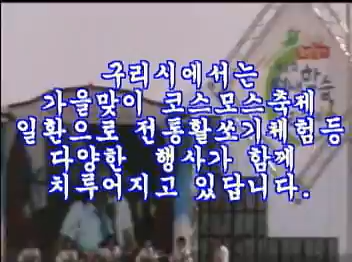 구리시에서는
가을맞이 코스모스축제
일환으로 전통활쏘기체험등
다양한 행사가 함께
치루어지고 있답니다.